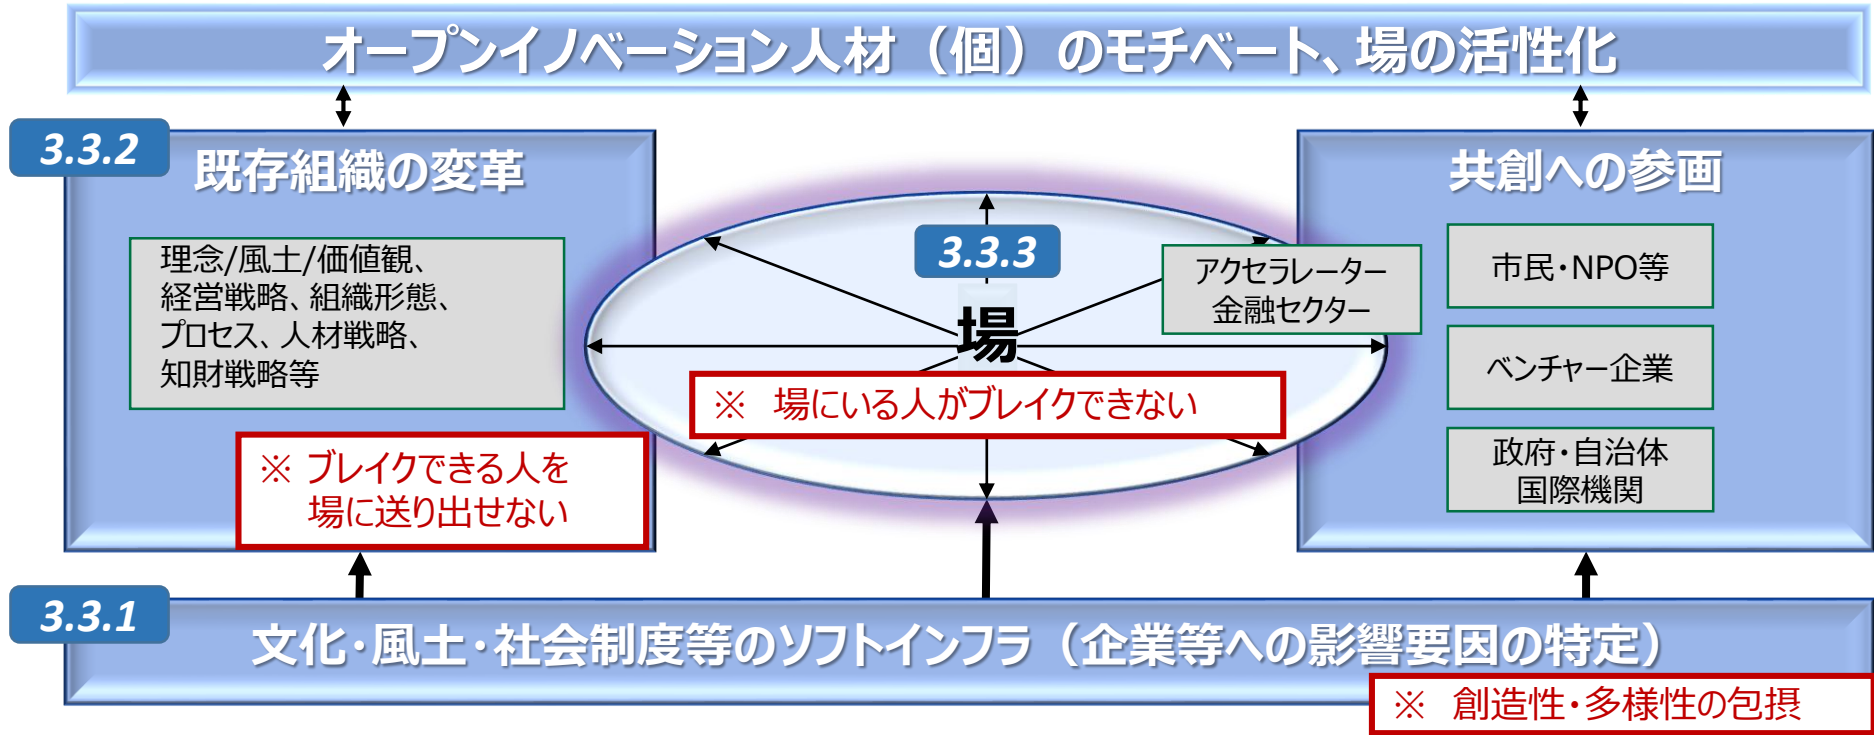 オープンイノベーション人材（個）のモチベート、場の活性化
3.3.2
既存組織の変革
理念/風土/価値観、
経営戦略、組織形態、
プロセス、人材戦略、
知財戦略等
※ ブレイクできる人を
場に送り出せない
3.3.3
場
アクセラレーター
金融セクター
※ 場にいる人がブレイクできない
共創への参画
市民・NPO等
ベンチャー企業
政府・自治体
国際機関
3.3.1
文化・風土・社会制度等のソフトインフラ（企業等への影響要因の特定）
※ 創造性・多様性の包摂